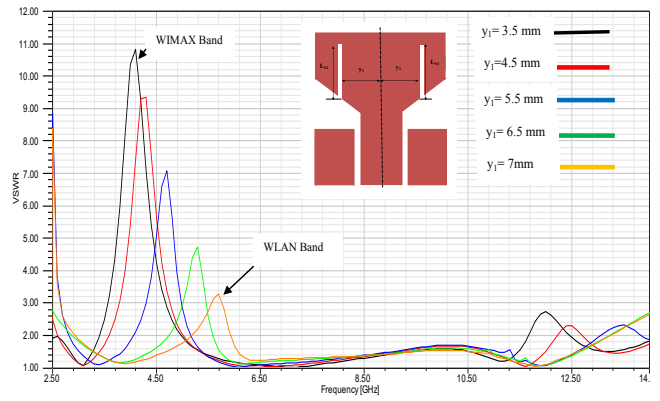 12.00
11.00
10.00
9.00
8.00
7.00
6.00
5.00
4.00
3.00
2.00
1.00
VSWR
WIMAX Band
WLAN Band
y₁ y₁
y₁= 3.5 mm
y₁=4.5 mm
y₁= 5.5 mm
y₁= 6.5 mm
y₁= 7mm
2.50 4.50 6.50 8.50 10.50 12.50 14.
Frequency [GHz]